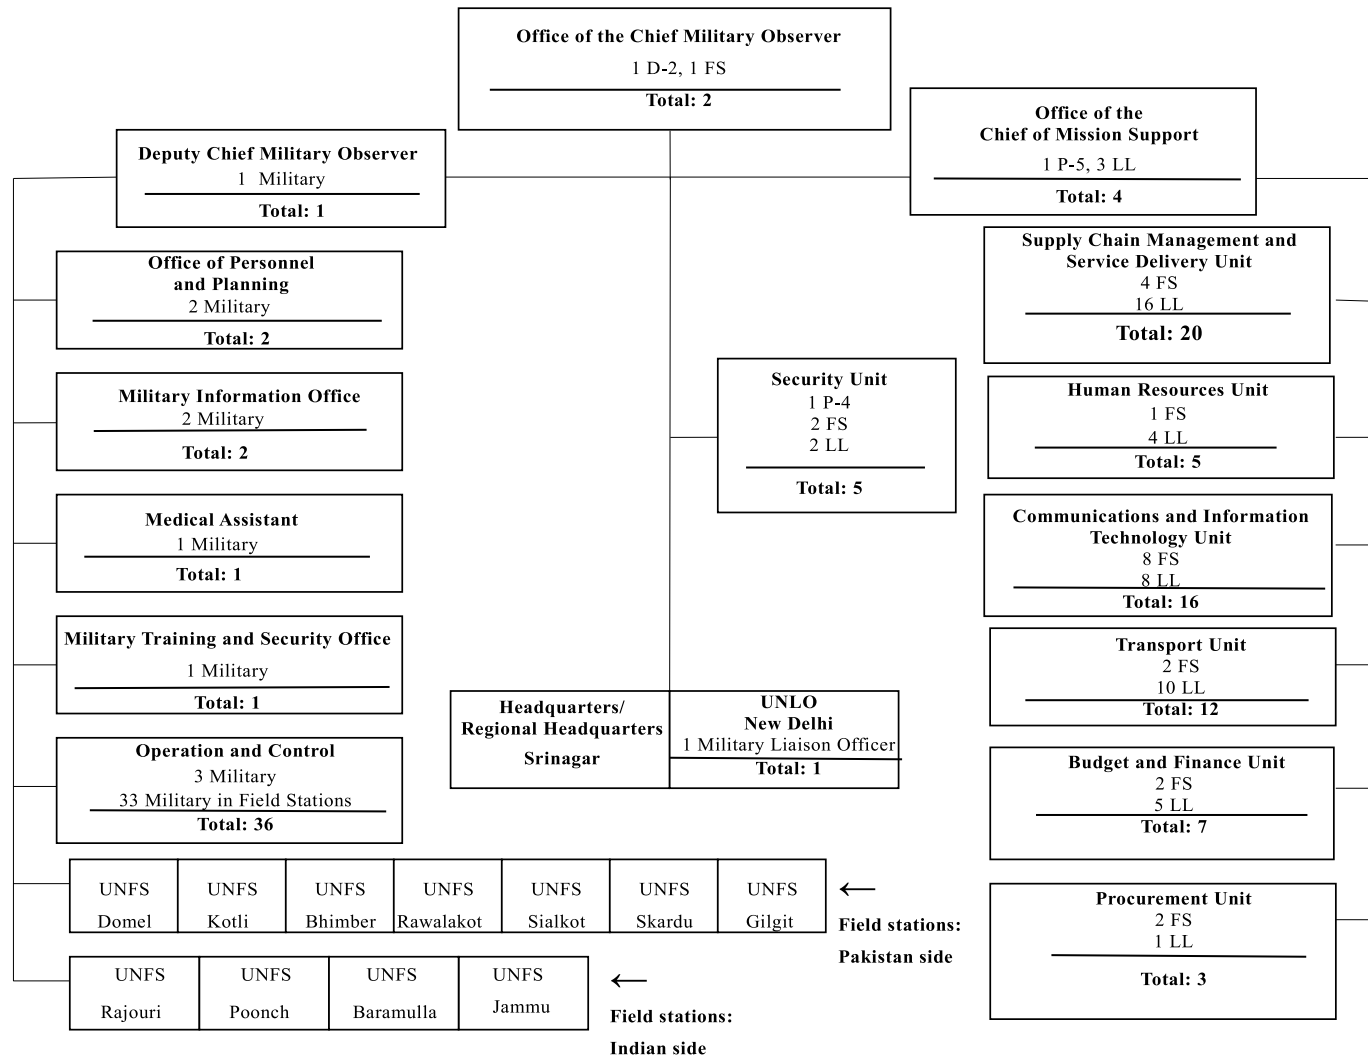 Office of the Chief Military Observer
1 D-2, 1 FS
Total: 2
Deputy Chief Military Observer
1 Military
Total: 1
Office of the
Chief of Mission Support
1 P-5, 3 LL
Total: 4
Office of Personnel
and Planning
2 Military
Total: 2
Military Information Office
2 Military
Total: 2
Medical Assistant
1 Military
Total: 1
Military Training and Security Office
1 Military
Total: 1
Operation and Control
3 Military
33 Military in Field Stations
Total: 36
Security Unit
1 P-4
2 FS
2 LL
Total: 5
Headquarters/
Regional Headquarters
Srinagar
UNLO
New Delhi
1 Military Liaison Officer
Total: 1
Supply Chain Management and
Service Delivery Unit
4 FS
16 LL
Total: 20
Human Resources Unit
1 FS
4 LL
Total: 5
Communications and Information
Technology Unit
8 FS
8 LL
Total: 16
Transport Unit
2 FS
10 LL
Total: 12
Budget and Finance Unit
2 FS
5 LL
Total: 7
Procurement Unit
2 FS
1 LL
Total: 3
UNFS
Domel
UNFS
Kotli
UNFS
Bhimber
UNFS
Rawalakot
UNFS
Sialkot
UNFS
Skardu
UNFS
Gilgit
←
Field stations:
Pakistan side
UNFS
Rajouri
UNFS
Poonch
UNFS
Baramulla
UNFS
Jammu
←
Field stations:
Indian side